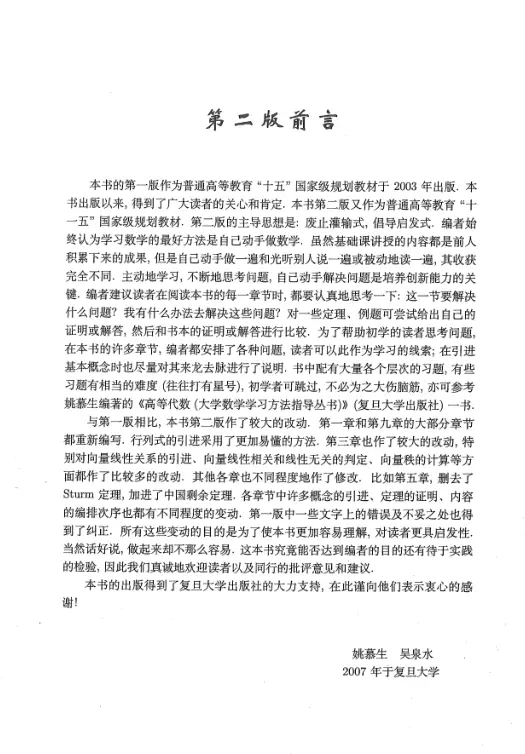 第二版前言
本书的第一版作为普通高等教育“十五”国家级规划教材于 2003 年出版. 本
书出版以来, 得到了广大读者的关心和肯定. 本书第二版又作为普通高等教育“十
一五”国家级规划教材. 第二版的主导思想是: 废止灌输式, 倡导启发式. 编者始
终认为学习数学的最好方法是自己动手做数学. 虽然基础课讲授的内容都是前人
积累下来的成果, 但是自己动手做一遍和光听别人说一遍或被动地读一遍, 其收获
完全不同. 主动地学习, 不断地思考问题, 自己动手解决问题是培养创新能力的关
键. 编者建议读者在阅读本书的每一章节时, 都要认真地思考一下: 这一节要解决
什么问题? 我有什么办法去解决这些问题? 对一些定理、例题可尝试给出自己的
证明或解答, 然后和书本的证明或解答进行比较. 为了帮助初学的读者思考问题,
在本书的许多章节, 编者都安排了各种问题, 读者可以此作为学习的线索; 在引进
基本概念时也尽量对其来龙去脉进行了说明. 书中配有大量各个层次的习题, 有些
习题有相当的难度 (往往打有星号), 初学者可跳过, 不必为之大伤脑筋, 亦可参考
姚慕生编著的《高等代数 (大学数学学习方法指导丛书)》(复旦大学出版社) 一书.
与第一版相比, 本书第二版作了较大的改动. 第一章和第九章的大部分章节
都重新编写. 行列式的引进采用了更加易懂的方法. 第三章也作了较大的改动, 特
别对向量线性关系的引进、向量线性相关和线性无关的判定、向量秩的计算等方
面都作了比较多的改动. 其他各章也不同程度地作了修改. 比如第五章, 删去了
Sturm 定理, 加进了中国剩余定理. 各章节中许多概念的引进、定理的证明、内容
的编排次序也都有不同程度的变动. 第一版中一些文字上的错误及不妥之处也得
到了纠正. 所有这些变动的目的是为了使本书更加容易理解, 对读者更具启发性.
当然话好说, 做起来却不那么容易. 这本书究竟能否达到编者的目的还有待于实践
的检验, 因此我们真诚地欢迎读者以及同行的批评意见和建议.
本书的出版得到了复旦大学出版社的大力支持, 在此谨向他们表示衷心的感
谢!
姚慕生 吴泉水
2007 年于复旦大学